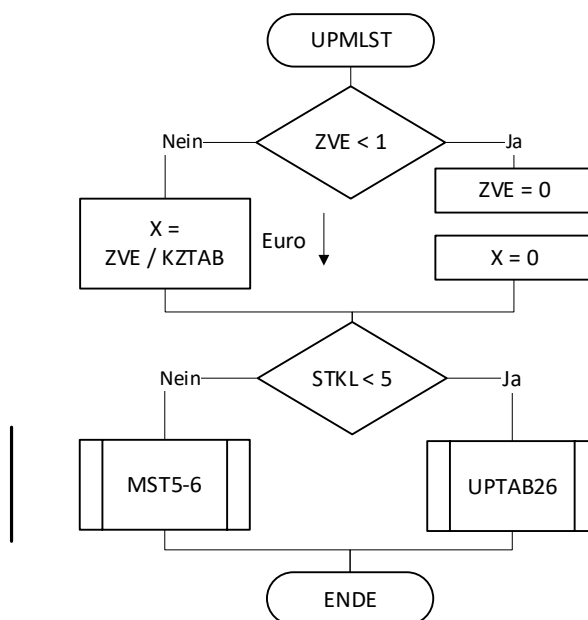 UPMLST
Nein
ZVE < 1
Ja
ZVE = 0
X =
ZVE / KZTAB
Euro
X = 0
Nein
STKL < 5
Ja
MST5-6
UPTAB26
ENDE